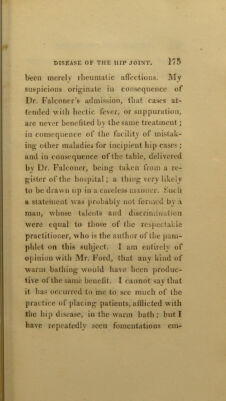 DISEASE OF THE HIP JOINT. 175
been merely rheumatic affections. My
suspicions originate in consequence of
Dr. Falconer's admission, that cases at-
tended with hectic fever, or suppuration,
are never benefited by the same treatment;
in consequence of the facility of mistak-
ing other maladies for incipient hip cases;
and in consequence of the table, delivered
by Dr. Falconer, being taken from a re-
gister of the hospital; a thing very likely
to be drawn up in a careless manner. Such
a statement was probably not formed by a
man, whose talents and discrimination
were equal to those of the respectable
practitioner, who is the author of the pam-
phlet on this subject. I am entirely of
opinion with Mr. Ford, that any kind of
warm bathing would have been produc-
tive of the same benefit. I cannot say that
it has occurred to me to see much of the
practice of placing patients, afflicted with
the hip disease, in the warm bath; but I
have repeatedly seen fomentations em-